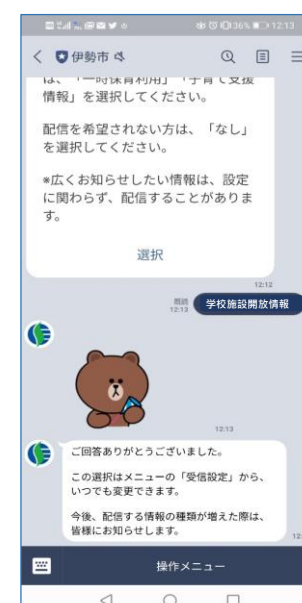 36% 12:13
伊勢市
は、「一時保育利用」「子育て支援
情報」を選択してください。
配信を希望されない方は、「なし」
を選択してください。
*広くお知らせしたい情報は、設定
に関わらず、配信することがありま
す。
選択
12:12
既読
12:13
学校施設開放情報
12:13
ご回答ありがとうございました。
この選択はメニューの「受信設定」から、
いつでも変更できます。
今後、配信する情報の種類が増えた際は、
皆様にお知らせします。
操作メニュー